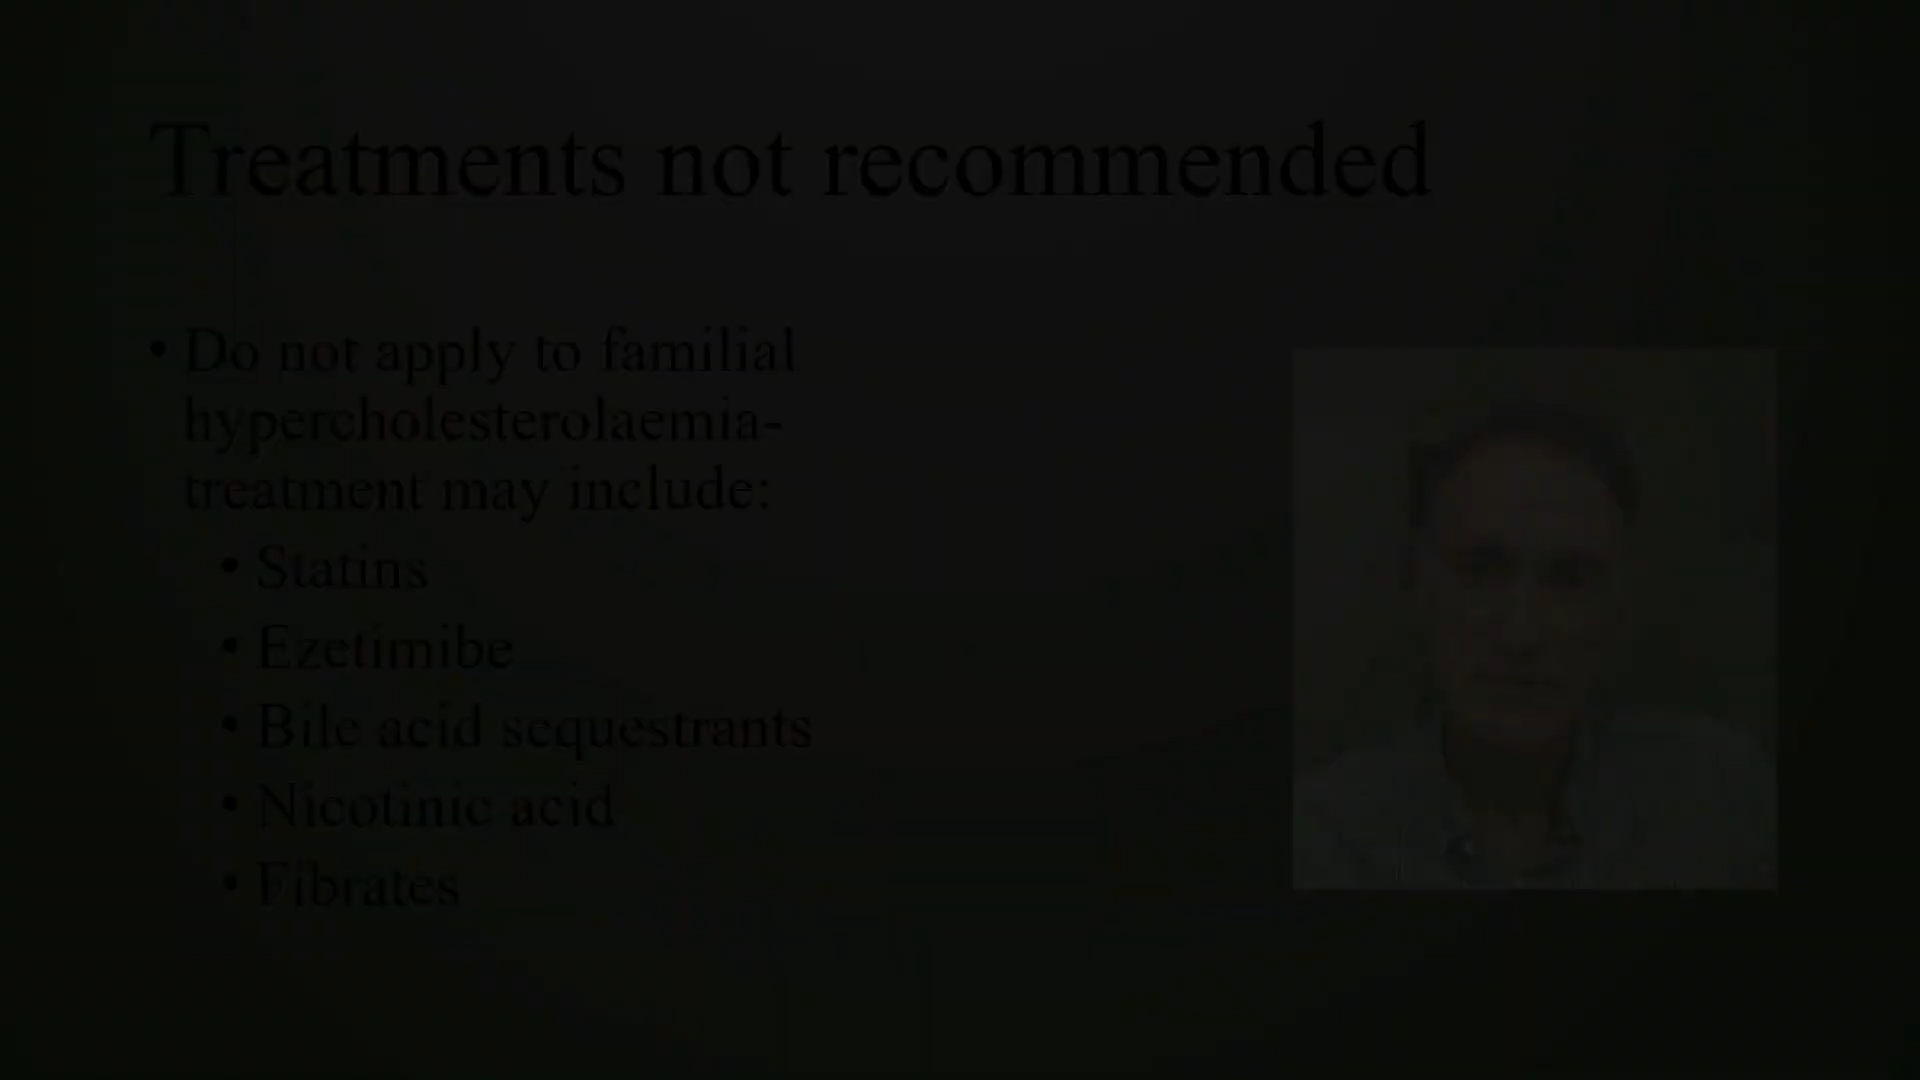 Treatments not recommended
• Do not apply to familial
hypercholesterolaemia-
treatment may include:
• Statins
• Ezetimibe
• Bile acid sequestrants
• Nicotinic acid
• Fibrates